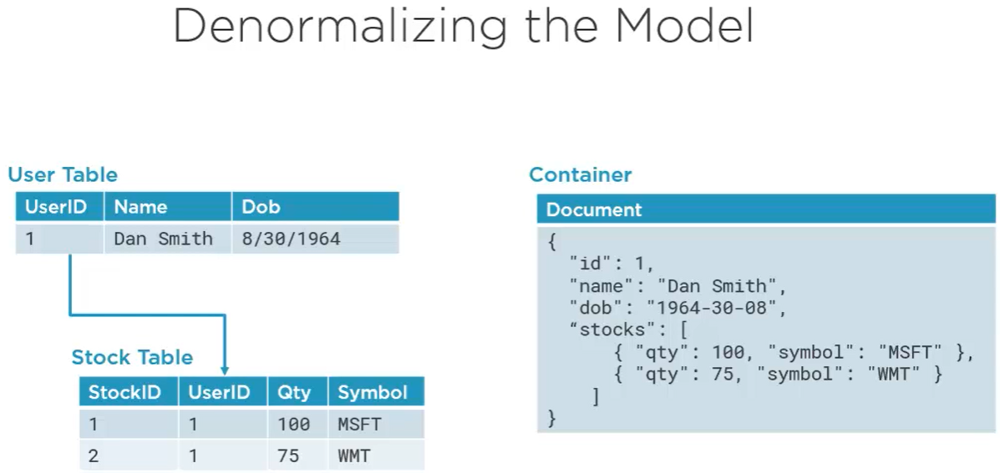 Denormalizing the Model
User Table
UserID Name Dob
1 Dan Smith 8/30/1964
Stock Table
StockID UserID Qty Symbol
1 1 100 MSFT
2 1 75 WMT
Container
Document
{
"id": 1,
"name": "Dan Smith",
"dob": "1964-30-08",
“stocks": [
{ "qty": 100, "symbol": "MSFT" },
{ "qty": 75, "symbol": "WMT" }
]
}